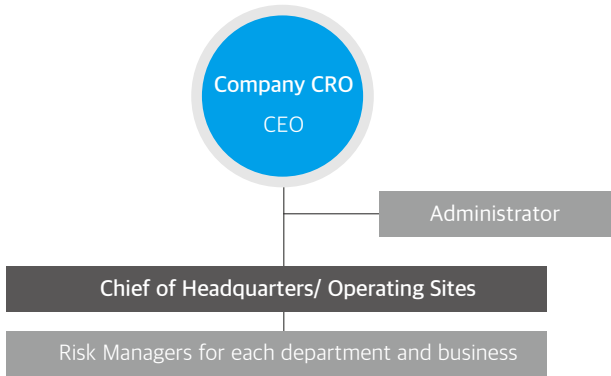 Company CRO
CEO
Administrator
Chief of Headquarters/ Operating Sites
Risk Managers for each department and business